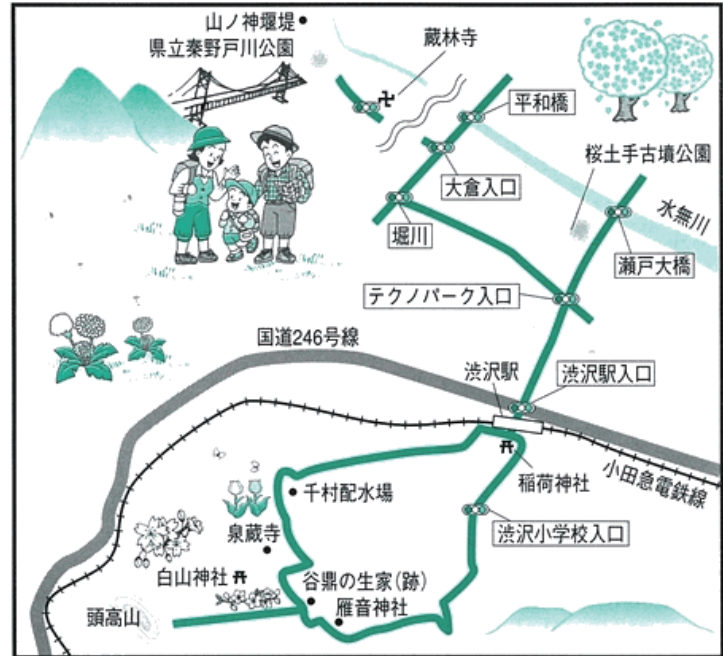 山ノ神堰堤
県立秦野戸川公園
蔵林寺
平和橋
大倉入口
桜土手古墳公園
堀川
水無川
瀬戸大橋
テクノパーク入口
国道246号線
渋沢駅
渋沢駅入口
稲荷神社
小田急電鉄線
千村配水場
渋沢小学校入口
泉蔵寺
白山神社
谷鼎の生家(跡)
雁音神社
頭高山